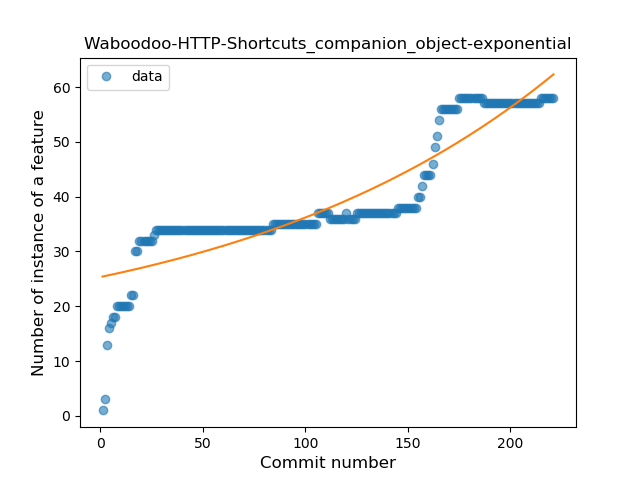 Waboodoo-HTTP-Shortcuts_companion_object-exponential
data
Number of instance of a feature
60
50
40
30
20
10
0
0 50 100 150 200
Commit number